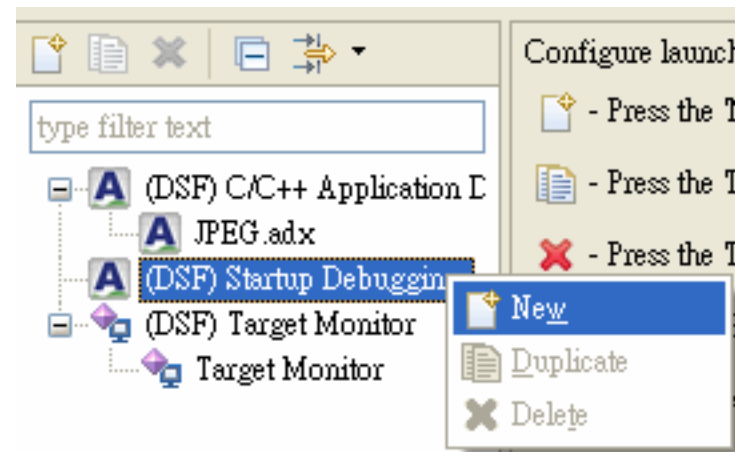 Configure launch
- Press the
type filter text
- Press the
(DSF) C/C++ Application D
JPEG.adx
- Press the
(DSF) Startup Debuggin
New
(DSF) Target Monitor
Duplicate
Target Monitor
Delete